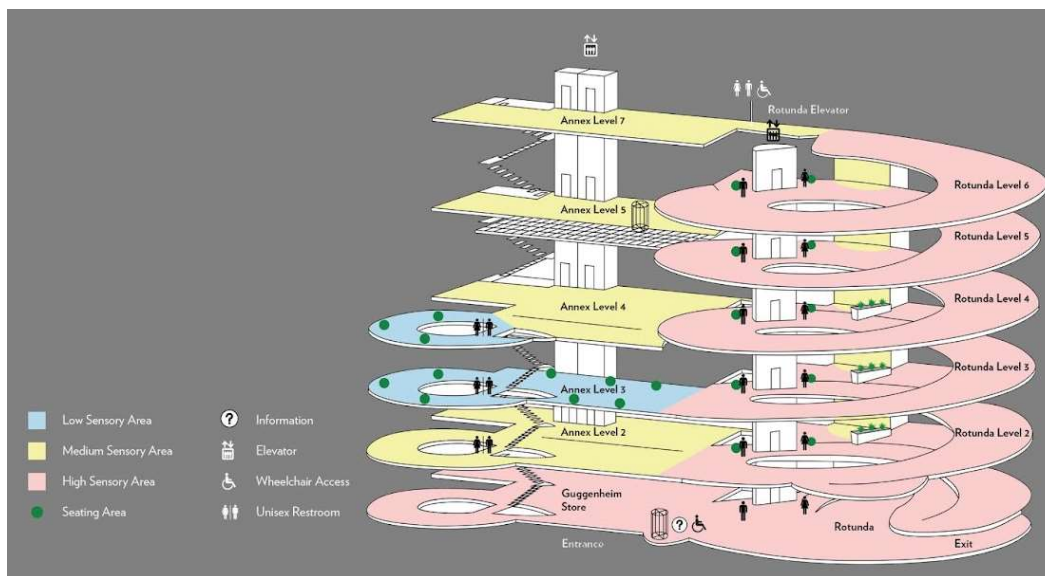 Annex Level 7
Rotunda Elevator
Rotunda Level 6
Annex Level 5
Rotunda Level 5
Annex Level 4
Rotunda Level 4
Annex Level 3
Rotunda Level 3
Annex Level 2
Rotunda Level 2
Guggenheim
Store
Rotunda
Entrance
Exit
?
Low Sensory Area
Medium Sensory Area
High Sensory Area
Seating Area
? Information
Elevator
Wheelchair Access
Unisex Restroom